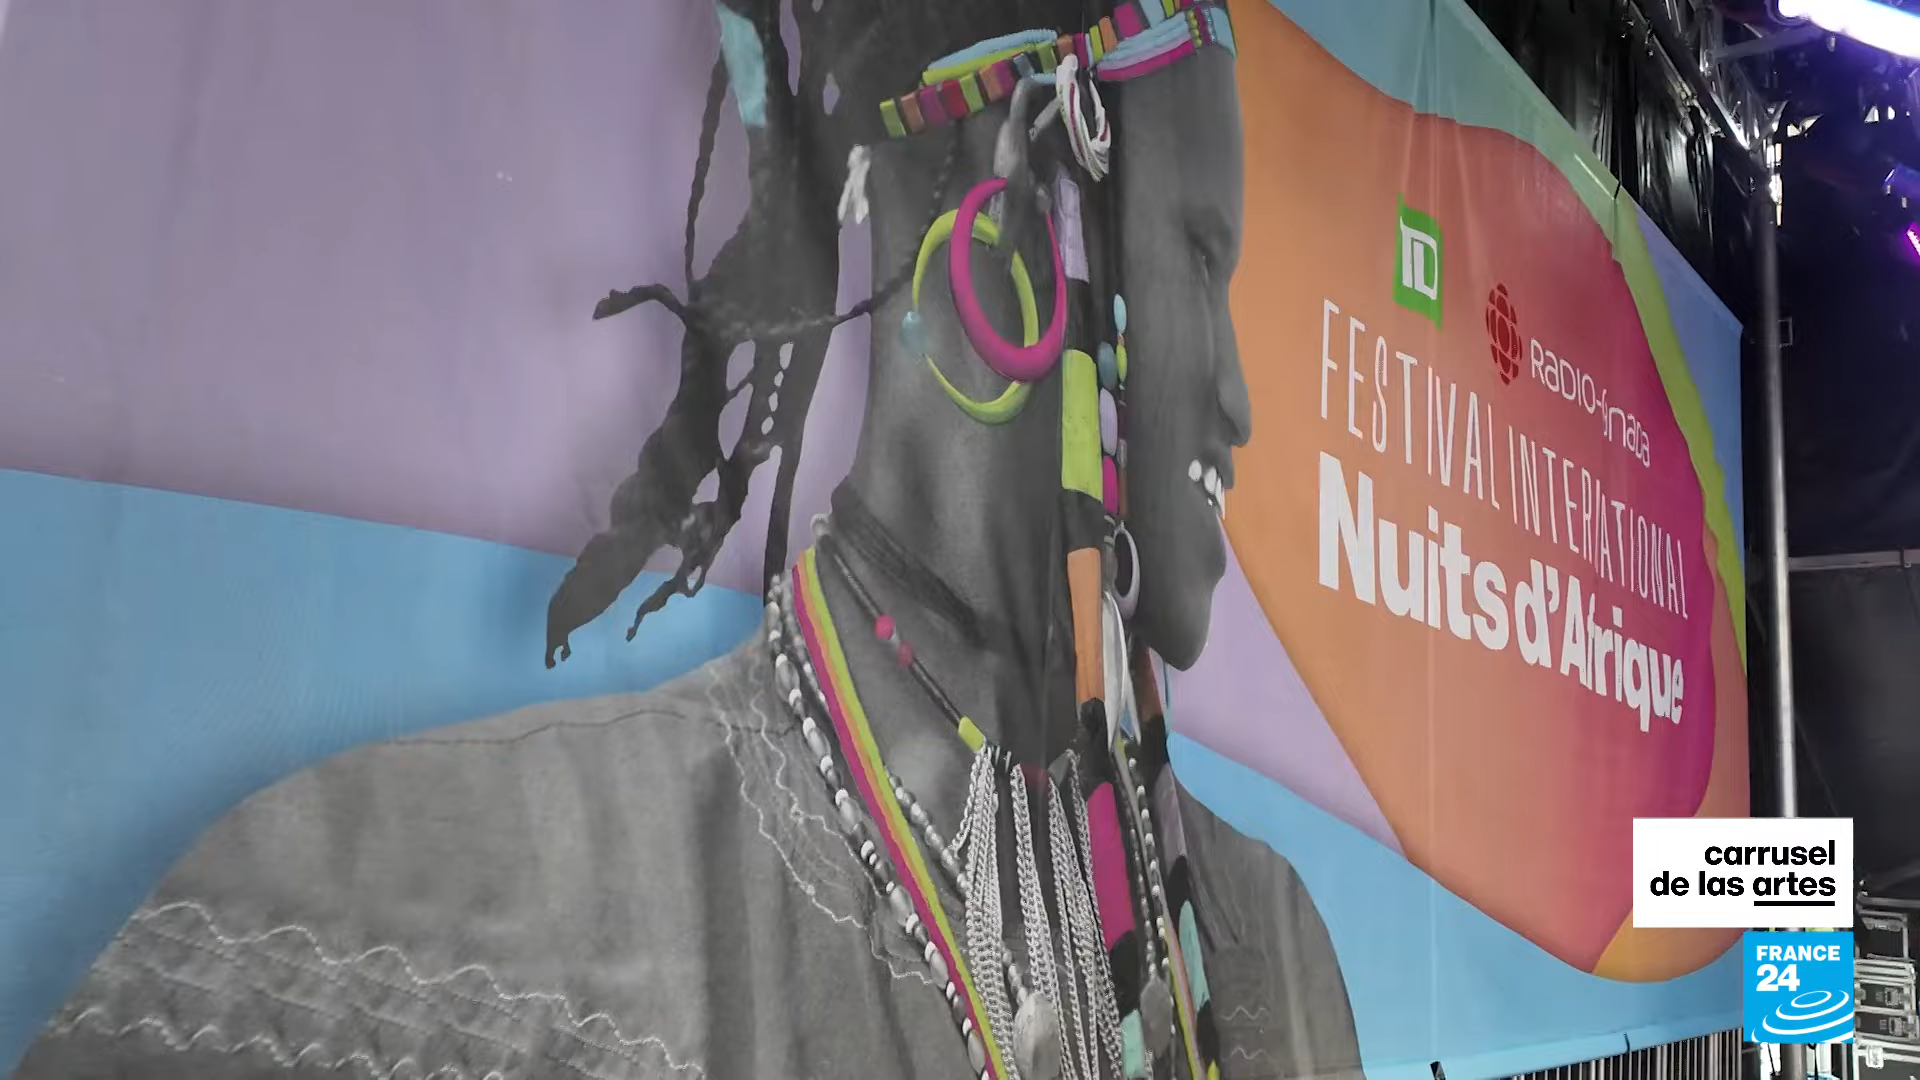 TD
RADIO-CANADA
FESTIVAL INTERNATIONAL
Nuits d'Afrique
carrusel
de las artes
FRANCE
24